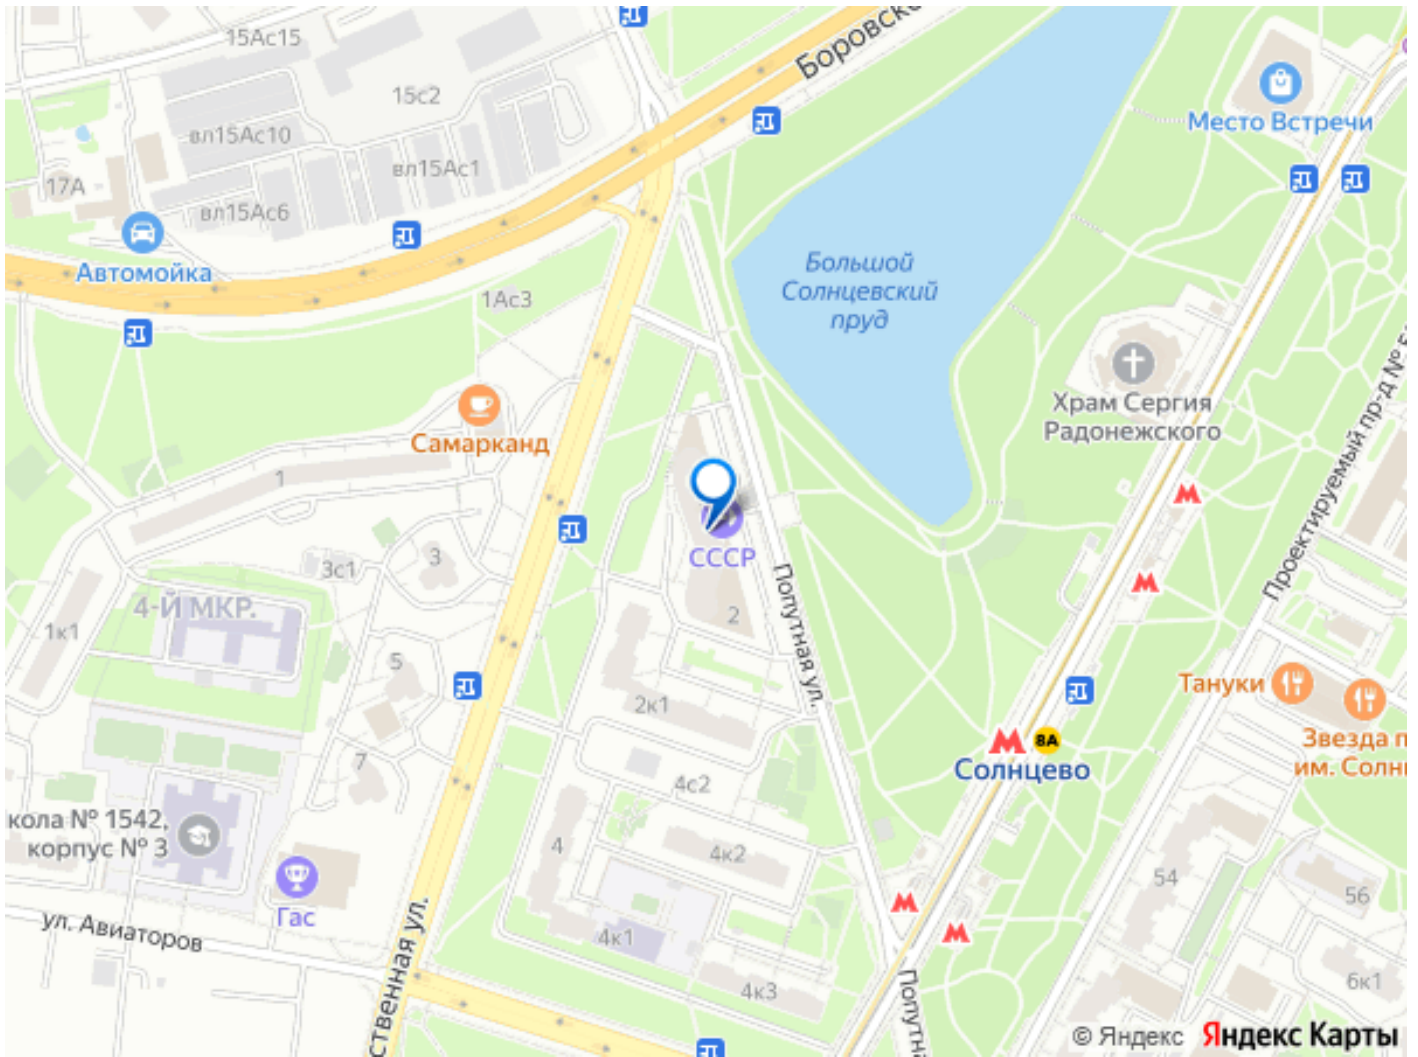 15Ас15
Боровско
15с2
вл15Ас10
вл15Ас1
17А
вл15Ас6
Автомойка
1Ас3
Место Встречи
Большой
Солнцевский
пруд
Храм Сергия
Радонежского
Проектируемый пр-д №
Самарканд
1
3
3с1
4-Й МКР.
1к1
5
7
СССР
2
Попутная ул.
2к1
4с2
4
4к2
4к1
4к3
М
М
М
8А
Солнцево
М
М
Тануки
Звезда п
им. Солн
54
56
6к1
кола № 1542,
корпус № 3
Гас
ул. Авиаторов
ственная ул.
Попутна
© Яндекс
Яндекс Карты